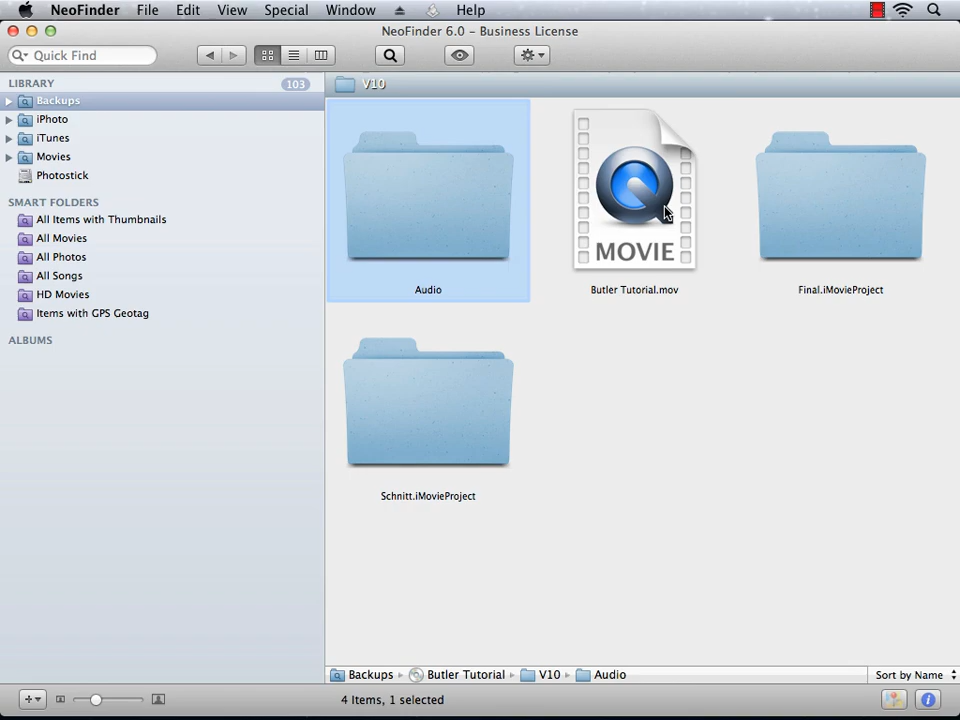 NeoFinder File Edit View Special Window Help
NeoFinder 6.0 – Business License
Quick Find
LIBRARY 103
Backups
iPhoto
iTunes
Movies
Photostick
SMART FOLDERS
All Items with Thumbnails
All Movies
All Photos
All Songs
HD Movies
Items with GPS Geotag
ALBUMS
V10
MOVIE
Audio
Butler Tutorial.mov
Final.iMovieProject
Schnitt.iMovieProject
Backups Butler Tutorial V10 Audio
Sort by Name
4 Items, 1 selected